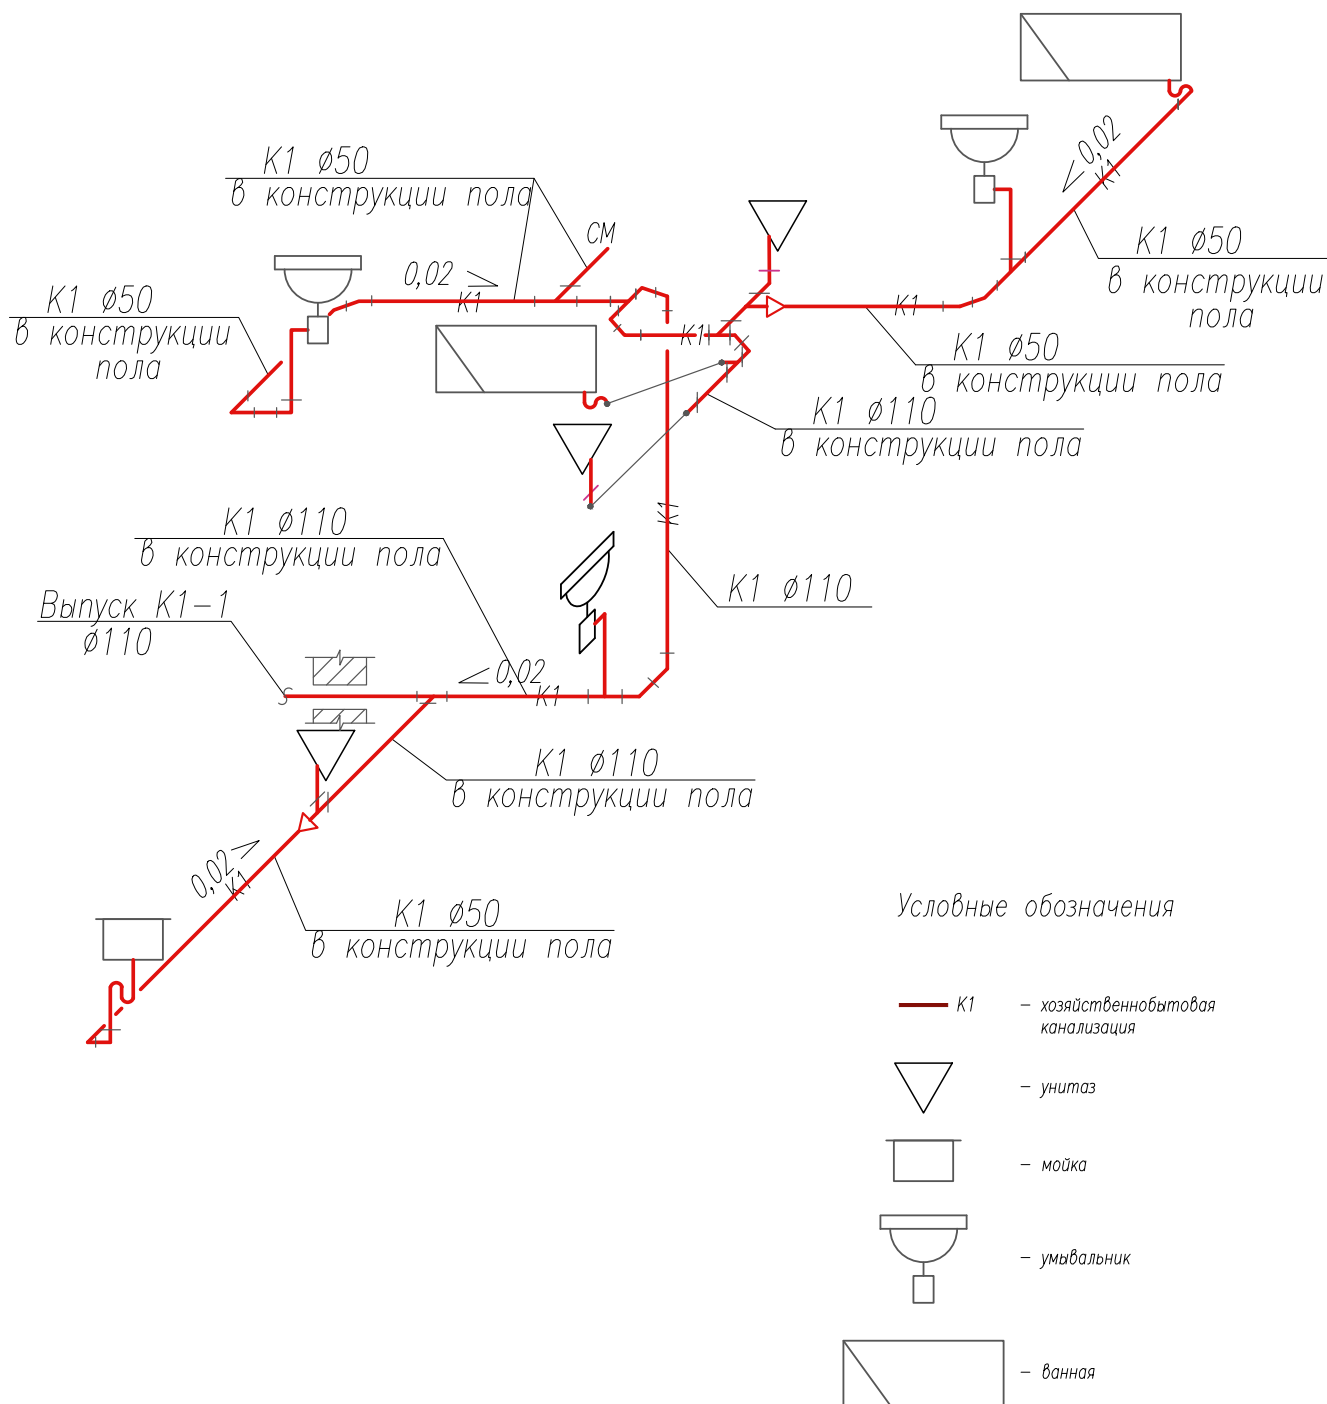 К1 ø50
в конструкции пола
СМ
0,02
К1
К1 ø50
в конструкции
пола
0,02
К1
К1 ø50
в конструкции
пола
К1
К1
К1 ø50
в конструкции пола
К1 ø110
в конструкции пола
К1
К1 ø110
в конструкции пола
К1 ø110
Выпуск К1-1
ø110
0,02
К1
К1 ø110
в конструкции пола
0,02
К1
К1 ø50
в конструкции пола
Условные обозначения
К1 - хозяйственнобытовая
канализация
- унитаз
- мойка
- умывальник
- ванная